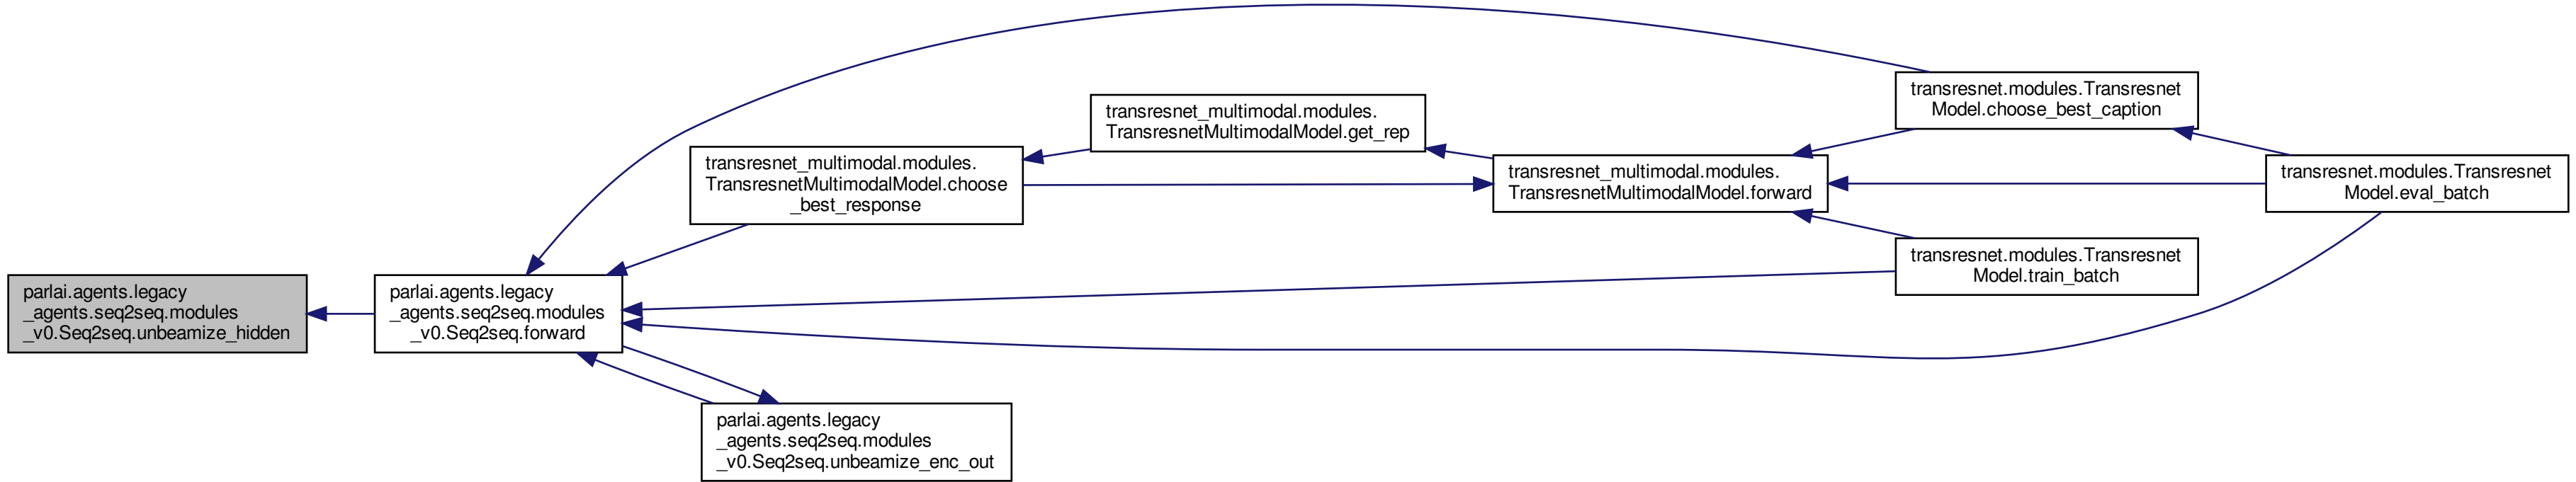 parlai.agents.legacy
_agents.seq2seq.modules
_v0.Seq2seq.unbeamize_hidden
parlai.agents.legacy
_agents.seq2seq.modules
_v0.Seq2seq.forward
transresnet_multimodal.modules.
TransresnetMultimodalModel.choose
_best_response
transresnet_multimodal.modules.
TransresnetMultimodalModel.get_rep
transresnet_multimodal.modules.
TransresnetMultimodalModel.forward
transresnet.modules.Transresnet
Model.choose_best_caption
transresnet.modules.Transresnet
Model.eval_batch
transresnet.modules.Transresnet
Model.train_batch
parlai.agents.legacy
_agents.seq2seq.modules
_v0.Seq2seq.unbeamize_enc_out